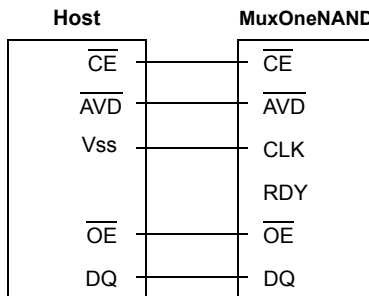 Host MuxOneNAND
CE CE
AVD AVD
Vss CLK
RDY
OE OE
DQ DQ